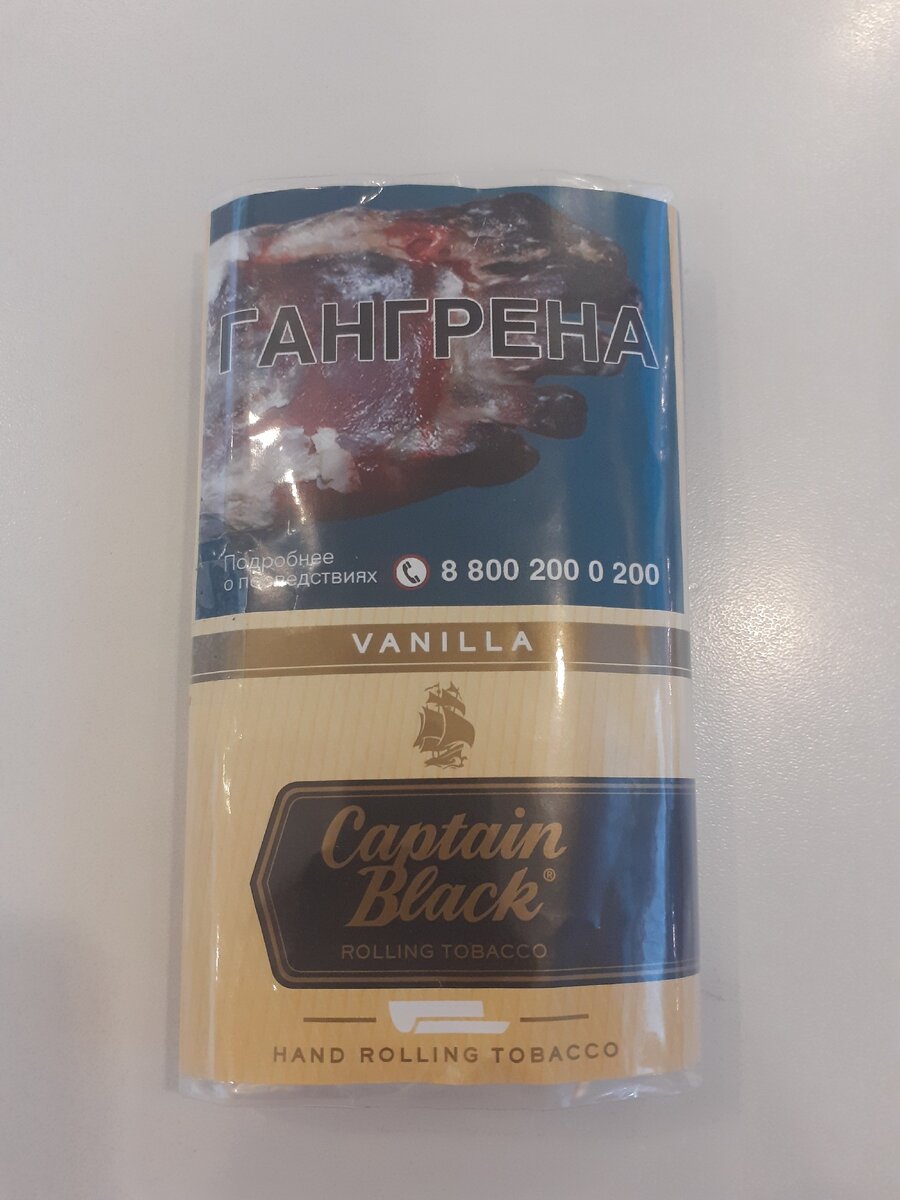 ГАНГРЕНА
Подробнее
о последствиях 8 800 200 0 200
VANILLA
Captain
Black®
ROLLING TOBACCO
HAND ROLLING TOBACCO